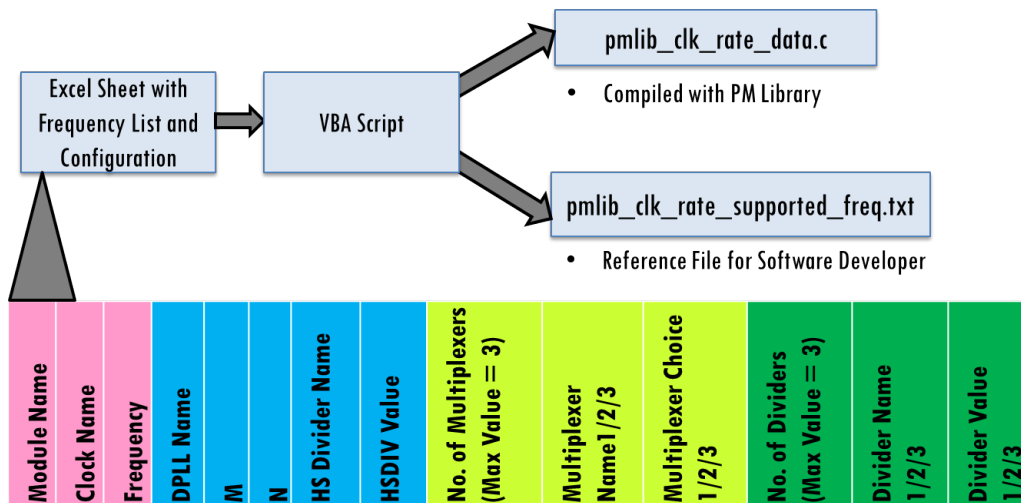 pmlib_clk_rate_data.c
• Compiled with PM Library
Excel Sheet with
Frequency List and
Configuration
VBA Script
pmlib_clk_rate_supported_freq.txt
• Reference File for Software Developer
Module Name
Clock Name
Frequency
DPLL Name
M
N
HS Divider Name
HSDIV Value
No. of Multiplexers
(Max Value = 3)
Multiplexer
Name1/2/3
Multiplexer Choice
1/2/3
No. of Dividers
(Max Value = 3)
Divider Name
1/2/3
Divider Value
1/2/3